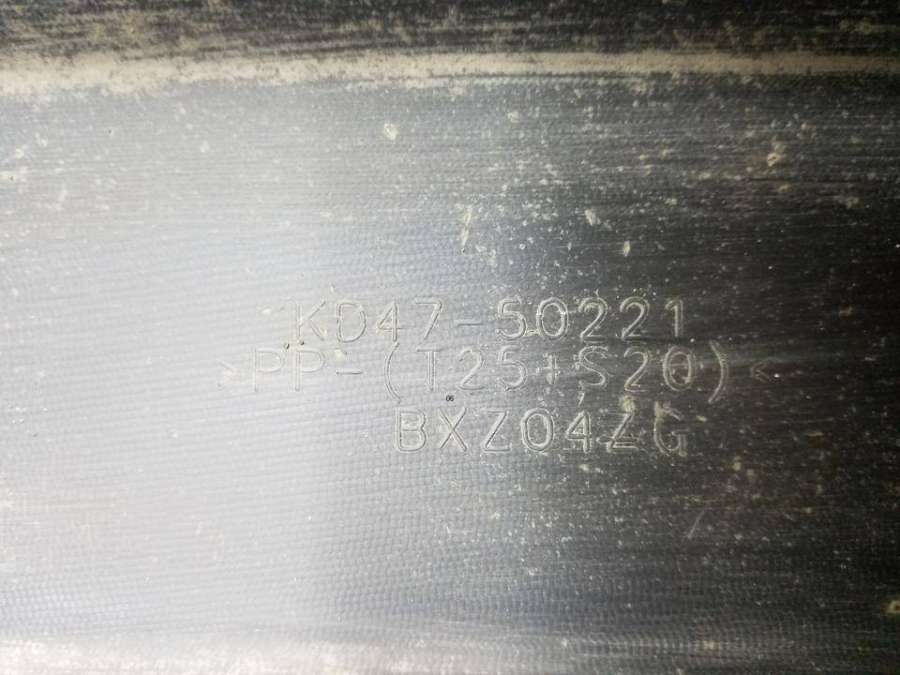 KD47-50221
>PP-(T25+S20)<
BXZ04ZG